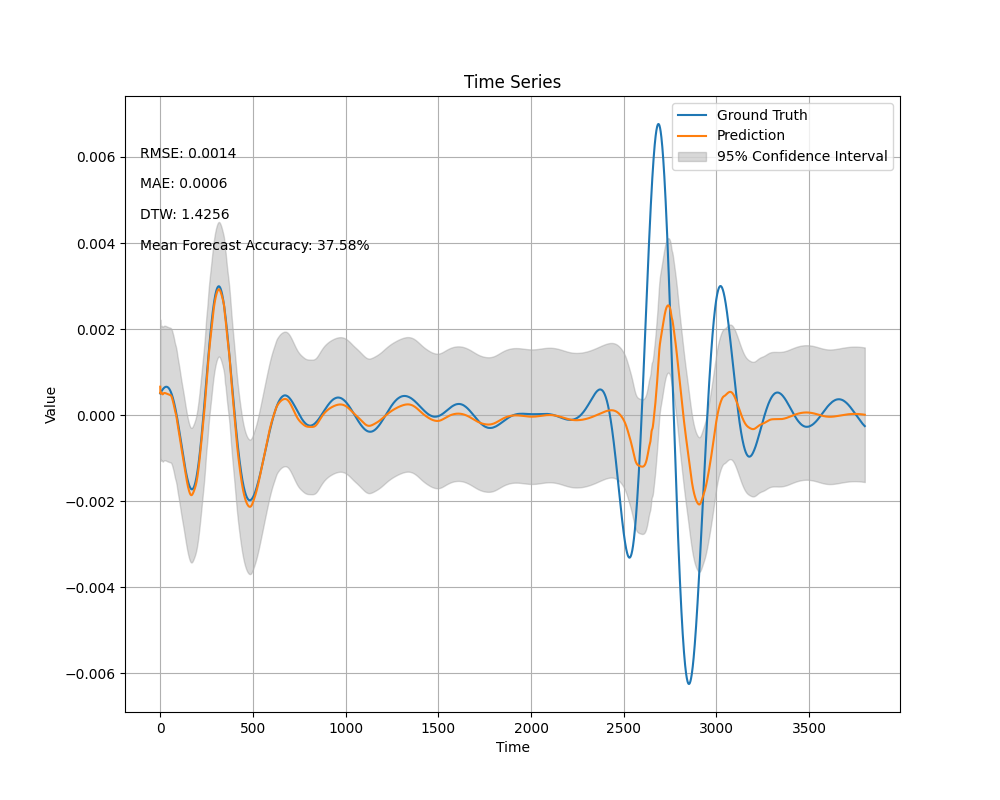 Time Series
Ground Truth
Prediction
95% Confidence Interval
RMSE: 0.0014
MAE: 0.0006
DTW: 1.4256
Mean Forecast Accuracy: 37.58%
Value
0.006
0.004
0.002
0.000
−0.002
−0.004
−0.006
0 500 1000 1500 2000 2500 3000 3500
Time